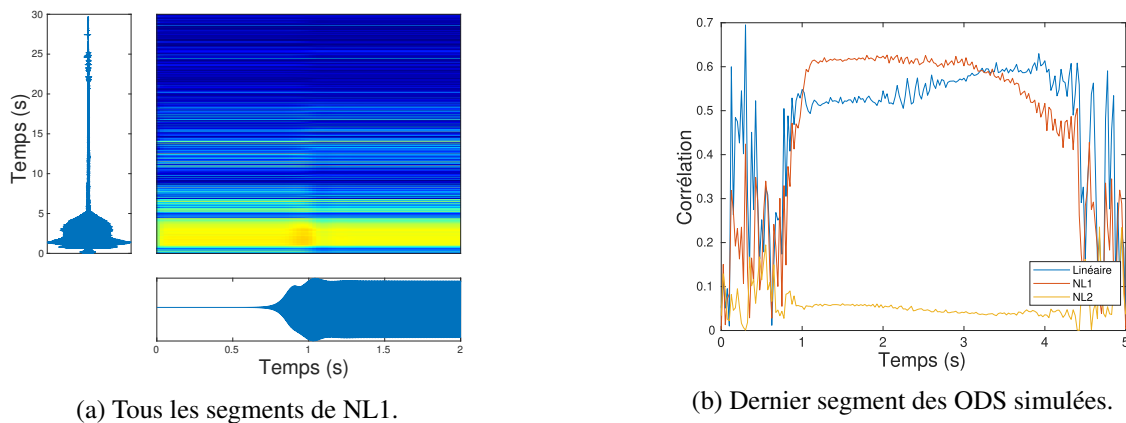 30
25
20
15
10
5
0
Temps (s)
0
0.5
1
1.5
2
Temps (s)
(a) Tous les segments de NL1.
0.7
0.6
0.5
0.4
0.3
0.2
0.1
0
Corrélation
Linéaire
NL1
NL2
0
1
2
3
4
5
Temps (s)
(b) Dernier segment des ODS simulées.